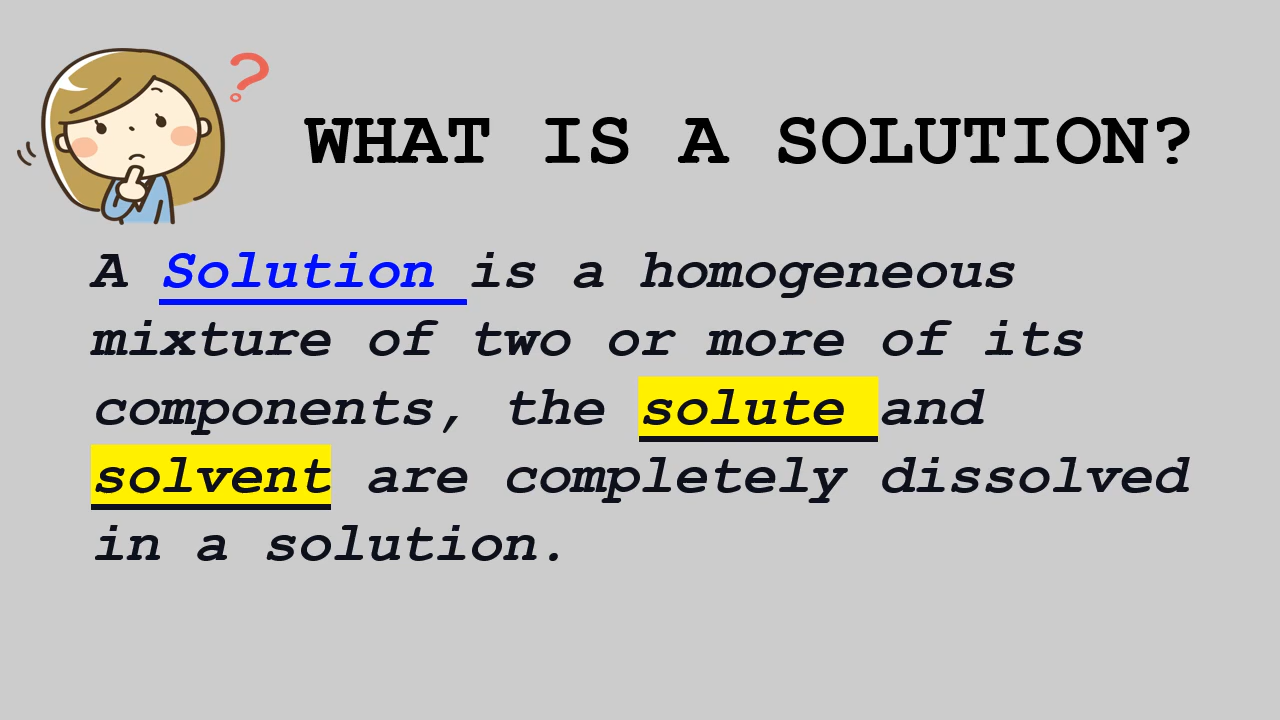 ?
WHAT IS A SOLUTION?
A Solution is a homogeneous
mixture of two or more of its
components, the solute and
solvent are completely dissolved
in a solution.